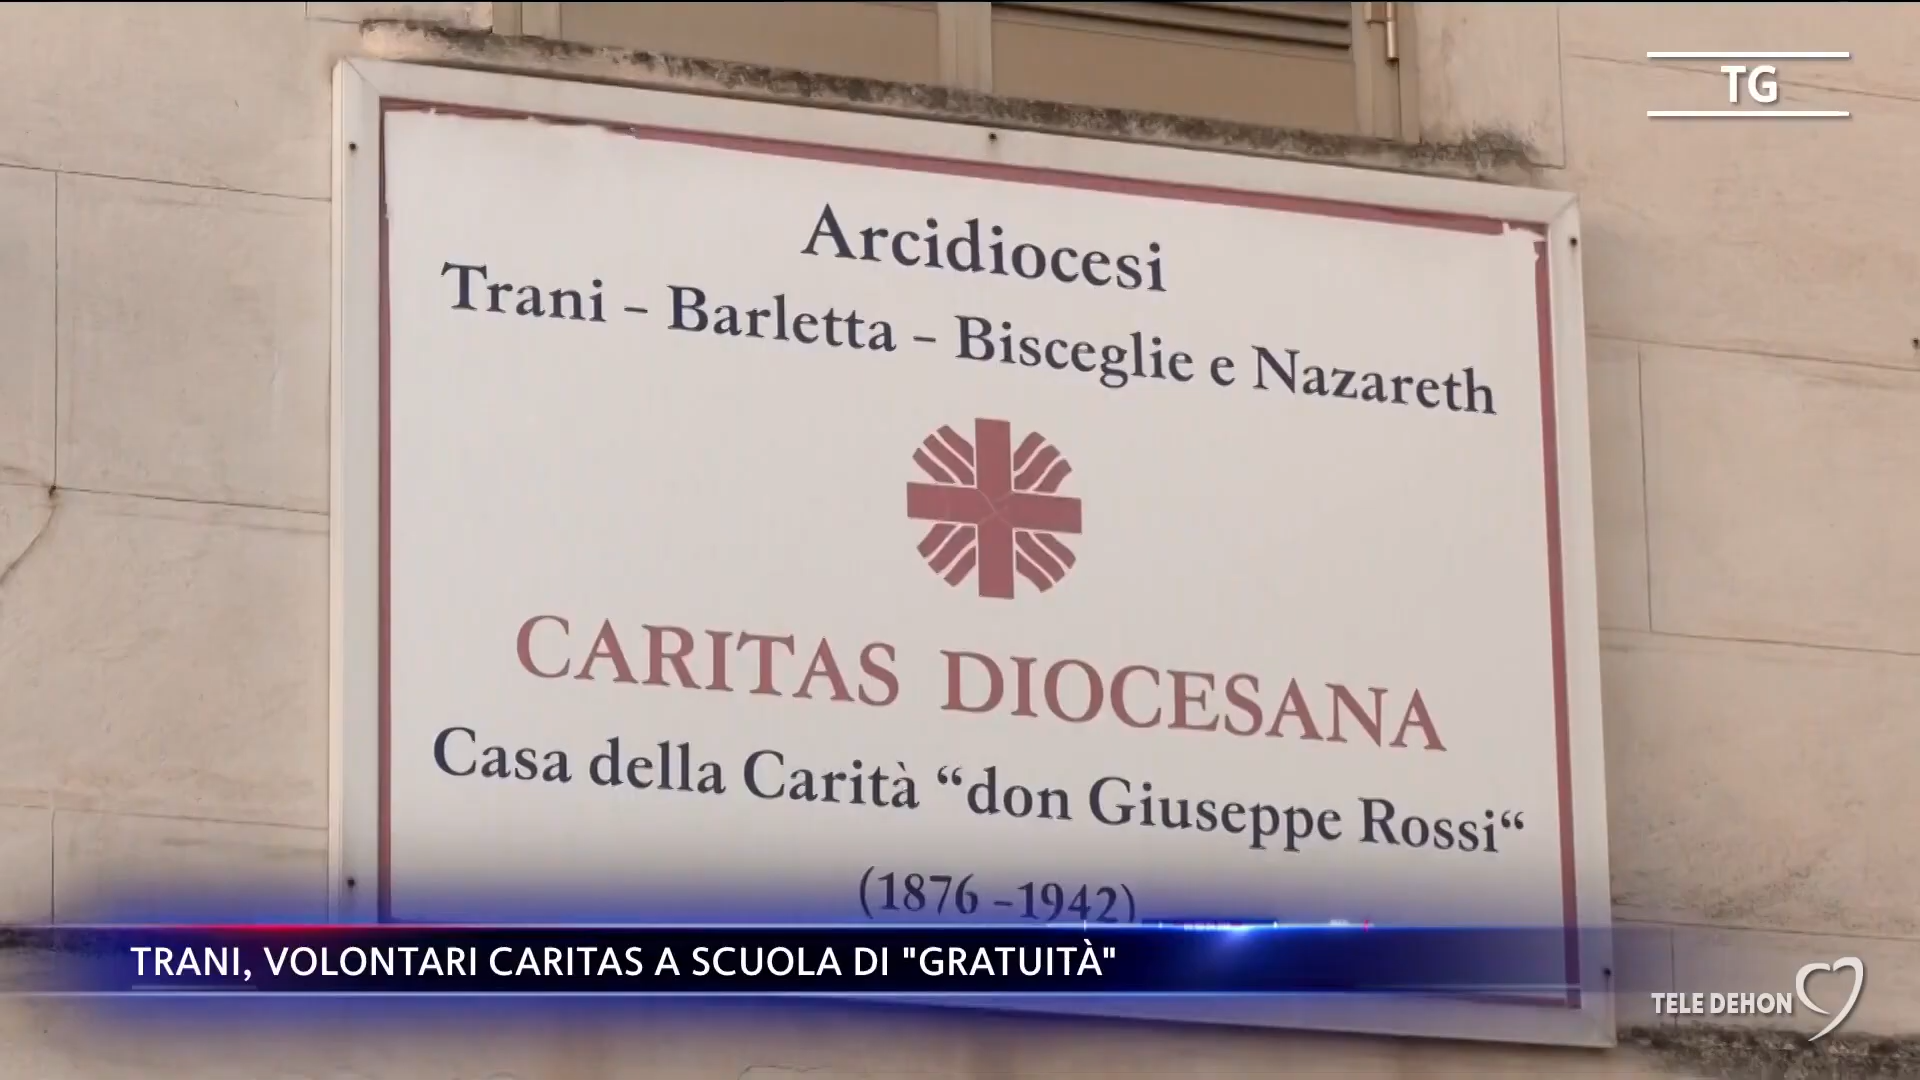 TG
Arcidiocesi
Trani - Barletta - Bisceglie e Nazareth
CARITAS DIOCESANA
Casa della Carità “don Giuseppe Rossi“
(1876 -1942)
TRANI, VOLONTARI CARITAS A SCUOLA DI "GRATUITÀ"
TELE DEHON